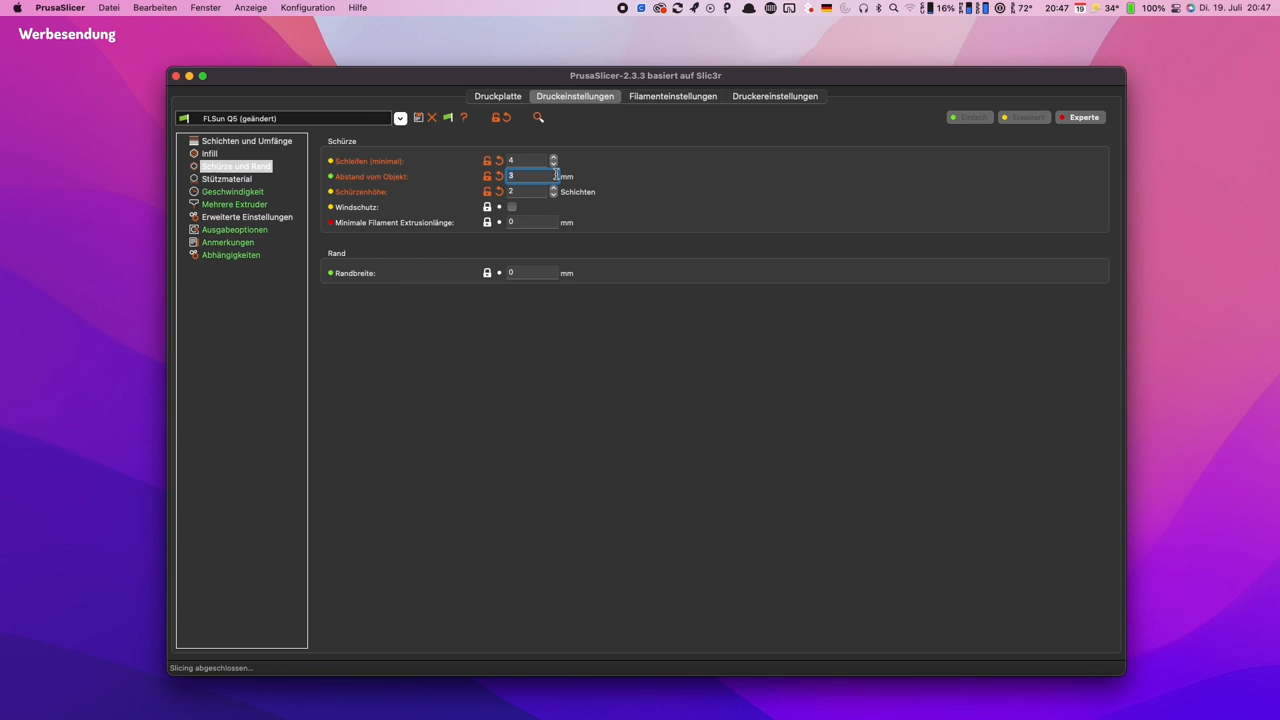 PrusaSlicer Datei Bearbeiten Fenster Anzeige Konfiguration Hilfe 16% 72° 20:47 19 34° 100% Di. 19. Juli 20:47
Werbesendung
PrusaSlicer-2.3.3 basiert auf Slic3r
Druckplatte Druckeinstellungen Filamenteinstellungen Druckereinstellungen
FLSun Q5 (geändert) ? Einfach Erweitert Experte
Schichten und Umfänge
Infill
Schürze und Rand
Stützmaterial
Geschwindigkeit
Mehrere Extruder
Erweiterte Einstellungen
Ausgabeoptionen
Anmerkungen
Abhängigkeiten
Schürze
Schleifen (minimal): 4
Abstand vom Objekt: 3 mm
Schürzenhöhe: 2 Schichten
Windschutz:
Minimale Filament Extrusionlänge: 0 mm
Rand
Randbreite: 0 mm
Slicing abgeschlossen...